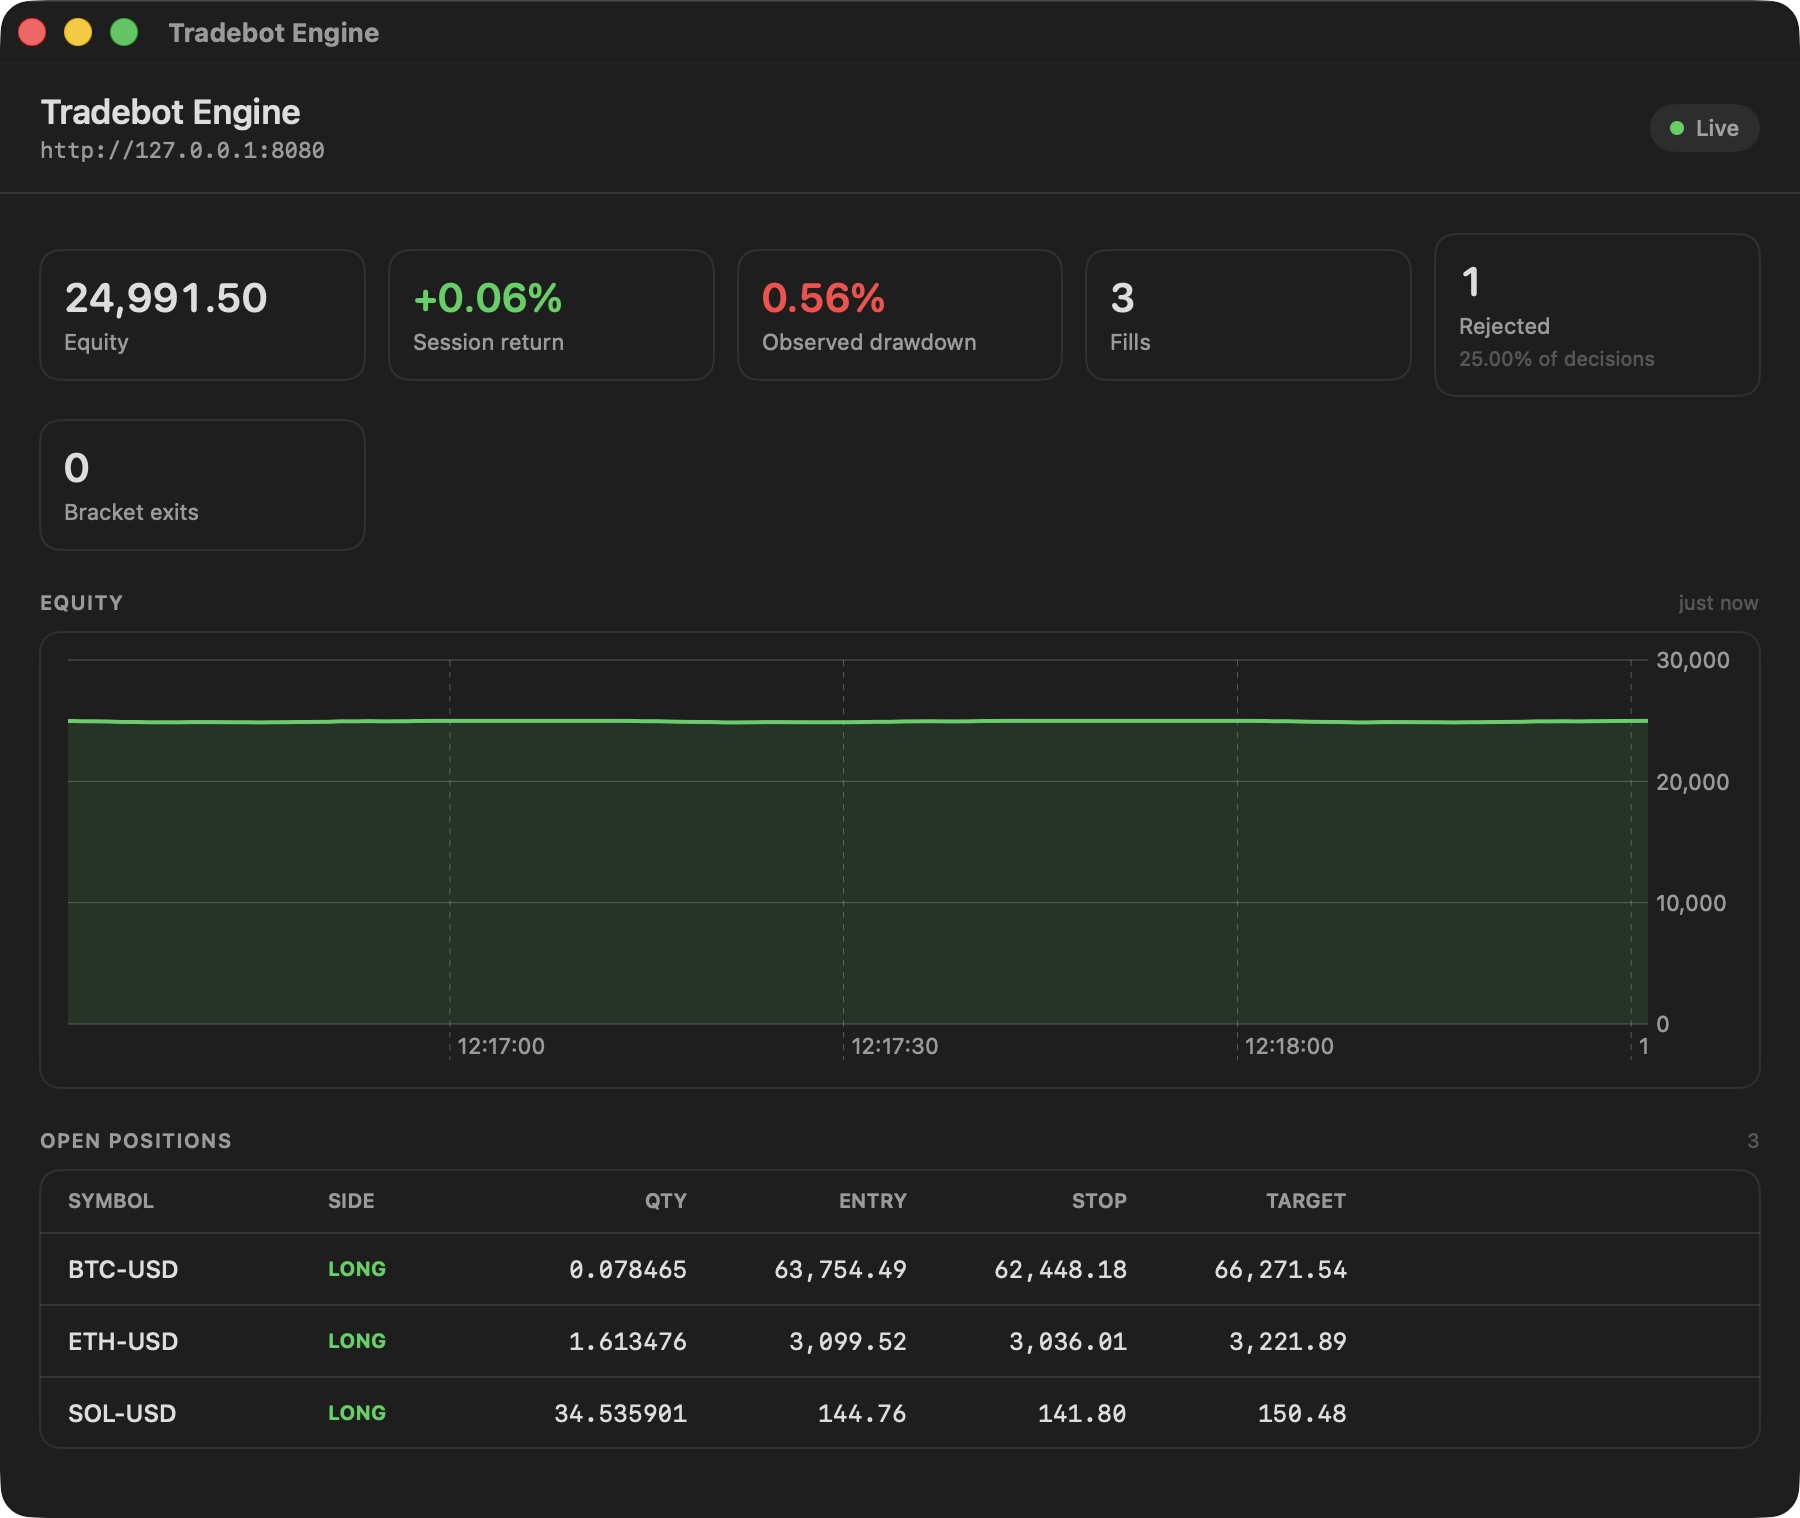 Tradebot Engine
Tradebot Engine
http://127.0.0.1:8080
Live
24,991.50
Equity
+0.06%
Session return
0.56%
Observed drawdown
3
Fills
1
Rejected
25.00% of decisions
0
Bracket exits
EQUITY
just now
30,000
20,000
10,000
0
12:17:00
12:17:30
12:18:00
1
OPEN POSITIONS
3
SYMBOL SIDE QTY ENTRY STOP TARGET
BTC-USD LONG 0.078465 63,754.49 62,448.18 66,271.54
ETH-USD LONG 1.613476 3,099.52 3,036.01 3,221.89
SOL-USD LONG 34.535901 144.76 141.80 150.48